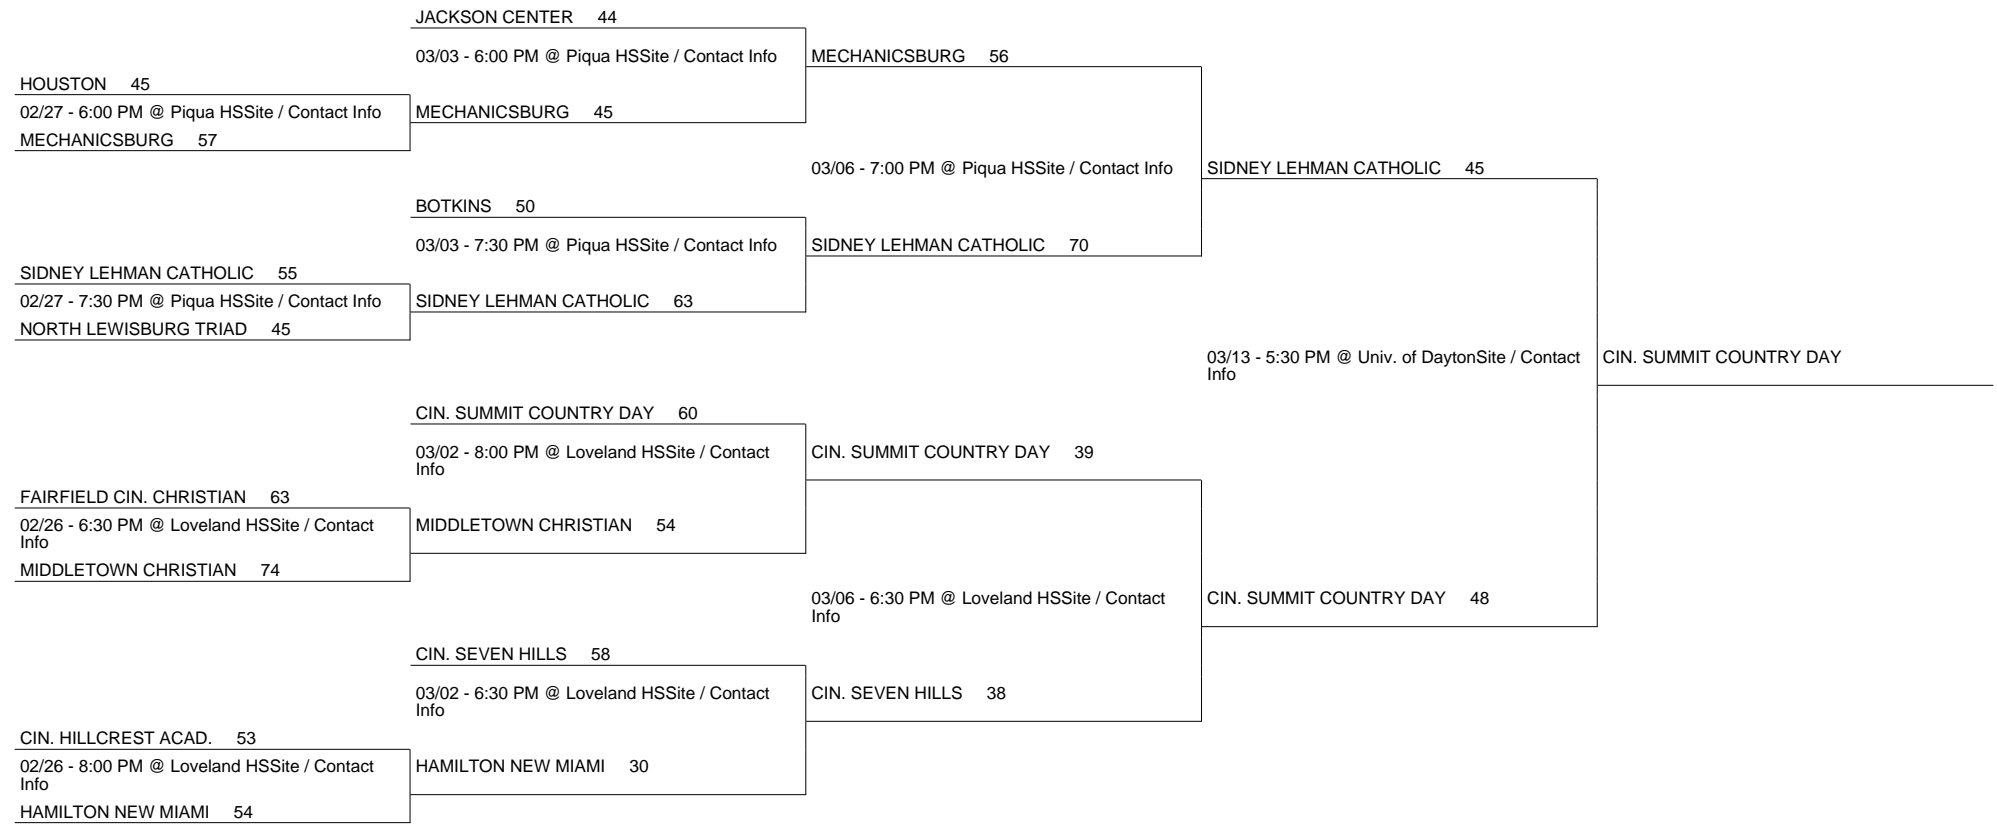 JACKSON CENTER 44
03/03 - 6:00 PM @ Piqua HSSite / Contact Info
MECHANICSBURG 56
HOUSTON 45
02/27 - 6:00 PM @ Piqua HSSite / Contact Info
MECHANICSBURG 45
MECHANICSBURG 57
03/06 - 7:00 PM @ Piqua HSSite / Contact Info
SIDNEY LEHMAN CATHOLIC 45
BOTKINS 50
03/03 - 7:30 PM @ Piqua HSSite / Contact Info
SIDNEY LEHMAN CATHOLIC 70
SIDNEY LEHMAN CATHOLIC 55
02/27 - 7:30 PM @ Piqua HSSite / Contact Info
SIDNEY LEHMAN CATHOLIC 63
NORTH LEWISBURG TRIAD 45
03/13 - 5:30 PM @ Univ. of DaytonSite / Contact
Info
CIN. SUMMIT COUNTRY DAY
CIN. SUMMIT COUNTRY DAY 60
03/02 - 8:00 PM @ Loveland HSSite / Contact
Info
CIN. SUMMIT COUNTRY DAY 39
FAIRFIELD CIN. CHRISTIAN 63
02/26 - 6:30 PM @ Loveland HSSite / Contact
Info
MIDDLETOWN CHRISTIAN 54
MIDDLETOWN CHRISTIAN 74
03/06 - 6:30 PM @ Loveland HSSite / Contact
Info
CIN. SUMMIT COUNTRY DAY 48
CIN. SEVEN HILLS 58
03/02 - 6:30 PM @ Loveland HSSite / Contact
Info
CIN. SEVEN HILLS 38
CIN. HILLCREST ACAD. 53
02/26 - 8:00 PM @ Loveland HSSite / Contact
Info
HAMILTON NEW MIAMI 30
HAMILTON NEW MIAMI 54